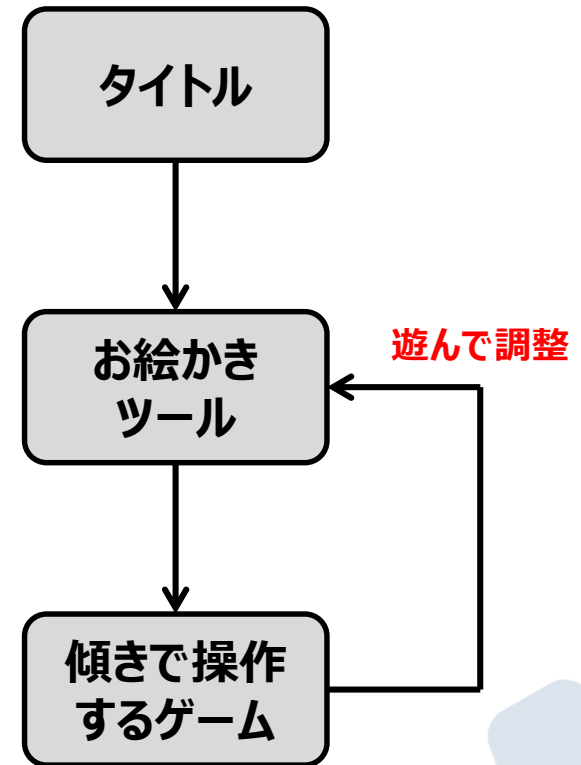 タイトル
お絵かき
ツール
遊んで調整
傾きで操作
するゲーム